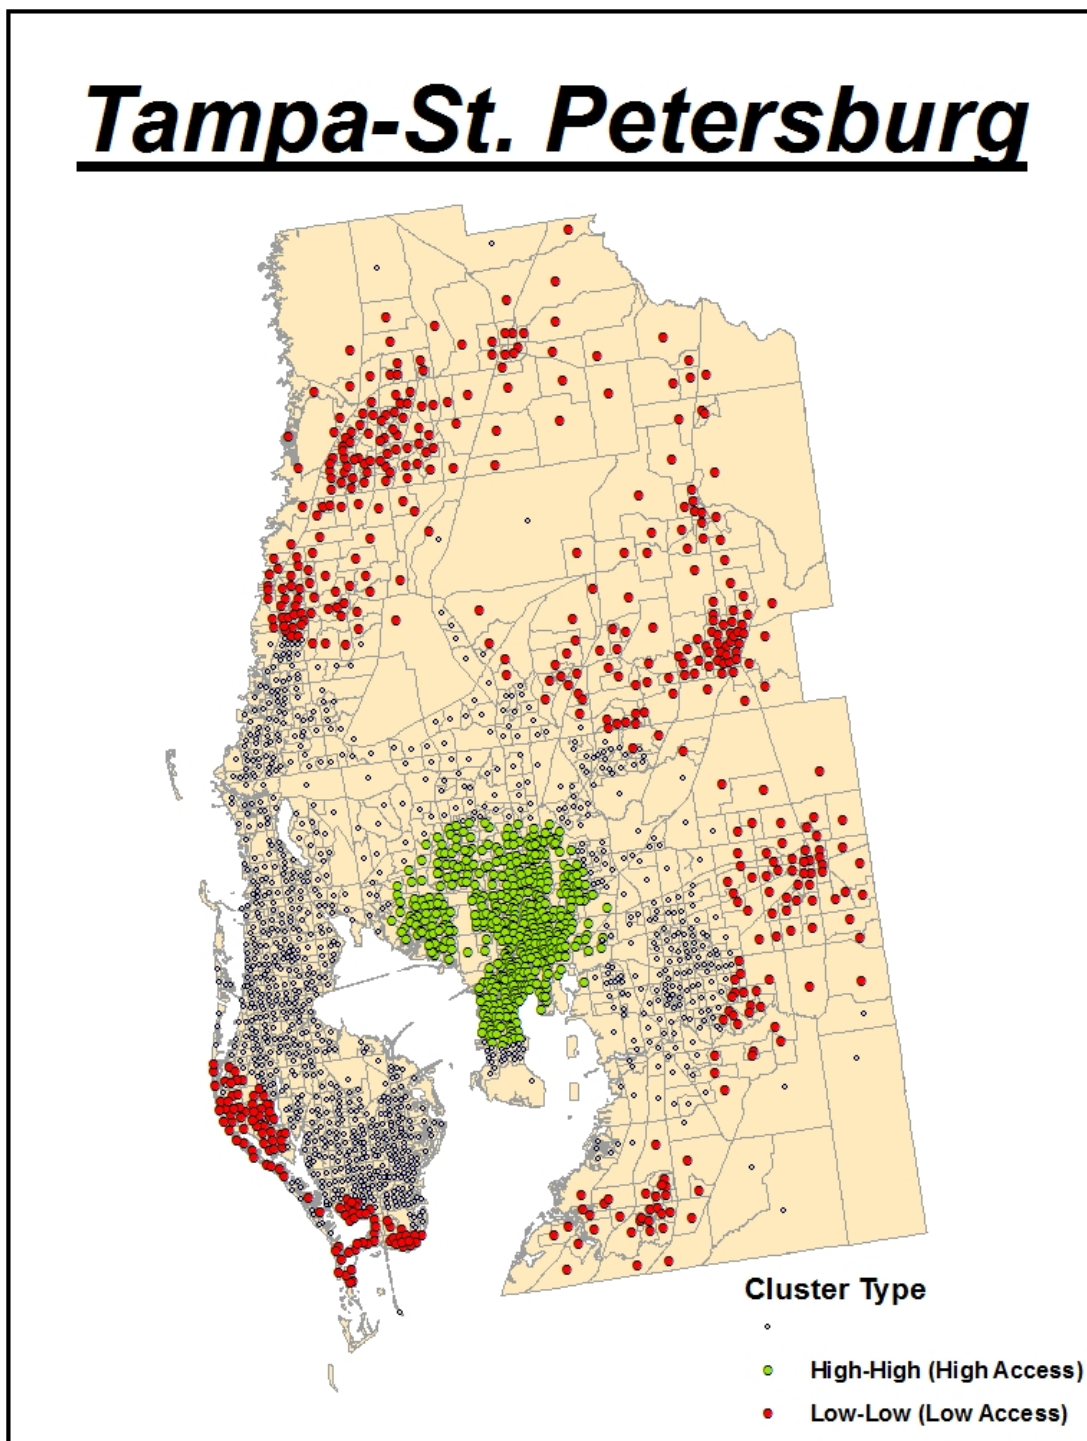 Tampa-St. Petersburg
Cluster Type
High-High (High Access)
Low-Low (Low Access)